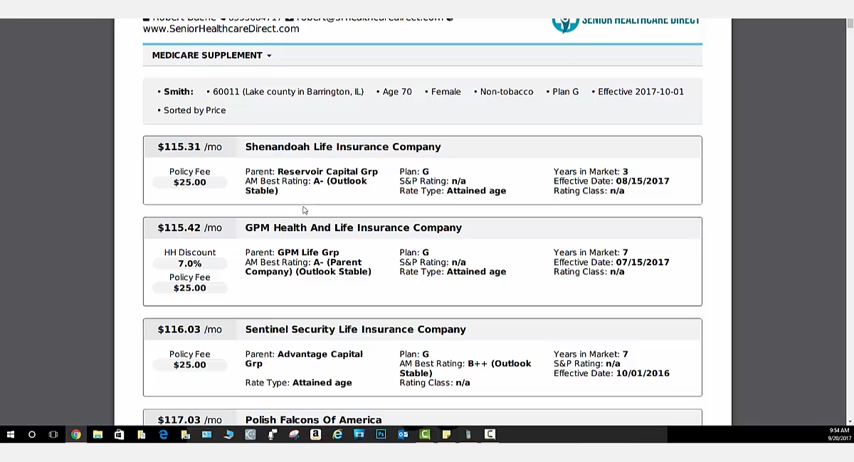 www.SeniorHealthcareDirect.com
SENIOR HEALTHCARE DIRECT
MEDICARE SUPPLEMENT
• Smith: • 60011 (Lake county in Barrington, IL) • Age 70 • Female • Non-tobacco • Plan G • Effective 2017-10-01
• Sorted by Price
$115.31 /mo Shenandoah Life Insurance Company
Policy Fee
$25.00
Parent: Reservoir Capital Grp
AM Best Rating: A- (Outlook
Stable)
Plan: G
S&P Rating: n/a
Rate Type: Attained age
Years in Market: 3
Effective Date: 08/15/2017
Rating Class: n/a
$115.42 /mo GPM Health And Life Insurance Company
HH Discount
7.0%
Policy Fee
$25.00
Parent: GPM Life Grp
AM Best Rating: A- (Parent
Company) (Outlook Stable)
Plan: G
S&P Rating: n/a
Rate Type: Attained age
Years in Market: 7
Effective Date: 07/15/2017
Rating Class: n/a
$116.03 /mo Sentinel Security Life Insurance Company
Policy Fee
$25.00
Parent: Advantage Capital
Grp
Rate Type: Attained age
Plan: G
AM Best Rating: B++ (Outlook
Stable)
Rating Class: n/a
Years in Market: 7
S&P Rating: n/a
Effective Date: 10/01/2016
$117.03 /mo Polish Falcons Of America
9:54 AM
9/20/2017